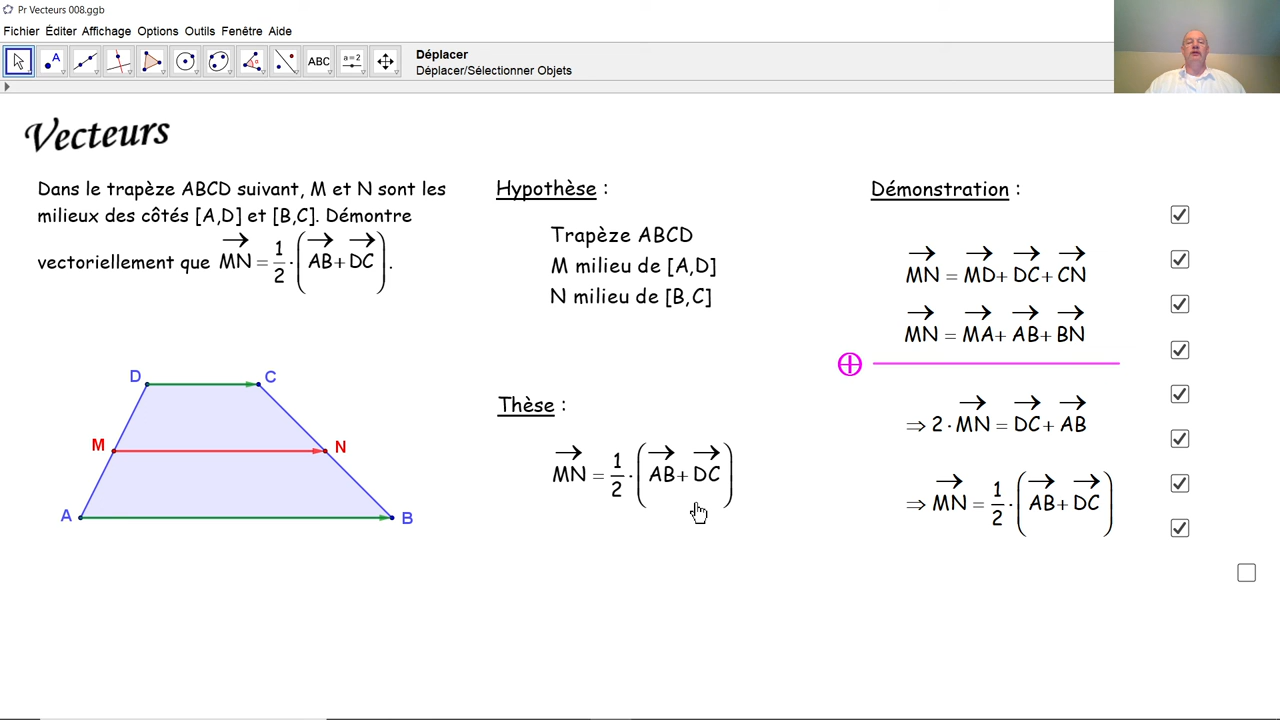 Pr Vecteurs 008.ggb
Fichier Éditer Affichage Options Outils Fenêtre Aide
A ABC a=2 Déplacer
Déplacer/Sélectionner Objets
Vecteurs
Dans le trapèze ABCD suivant, M et N sont les
milieux des côtés [A,D] et [B,C]. Démontre
vectoriellement que MN = 1/2 · (AB + DC).
D C
M N
A B
Hypothèse :
Trapèze ABCD
M milieu de [A,D]
N milieu de [B,C]
Thèse :
MN = 1/2 · (AB + DC)
Démonstration :
MN = MD + DC + CN
MN = MA + AB + BN
⇒ 2 · MN = DC + AB
⇒ MN = 1/2 · (AB + DC)